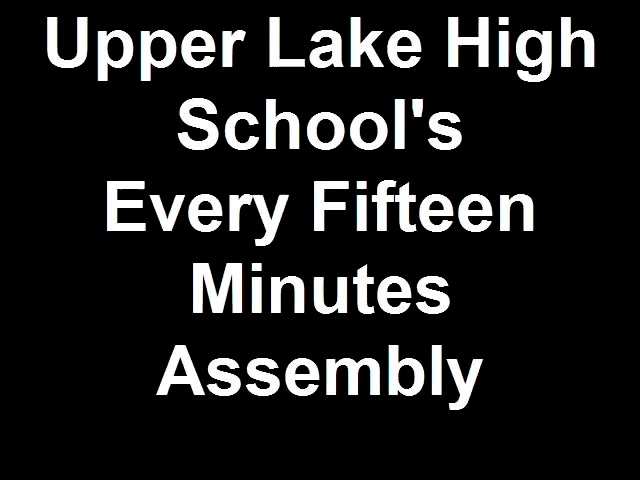 Upper Lake High
School's
Every Fifteen
Minutes
Assembly